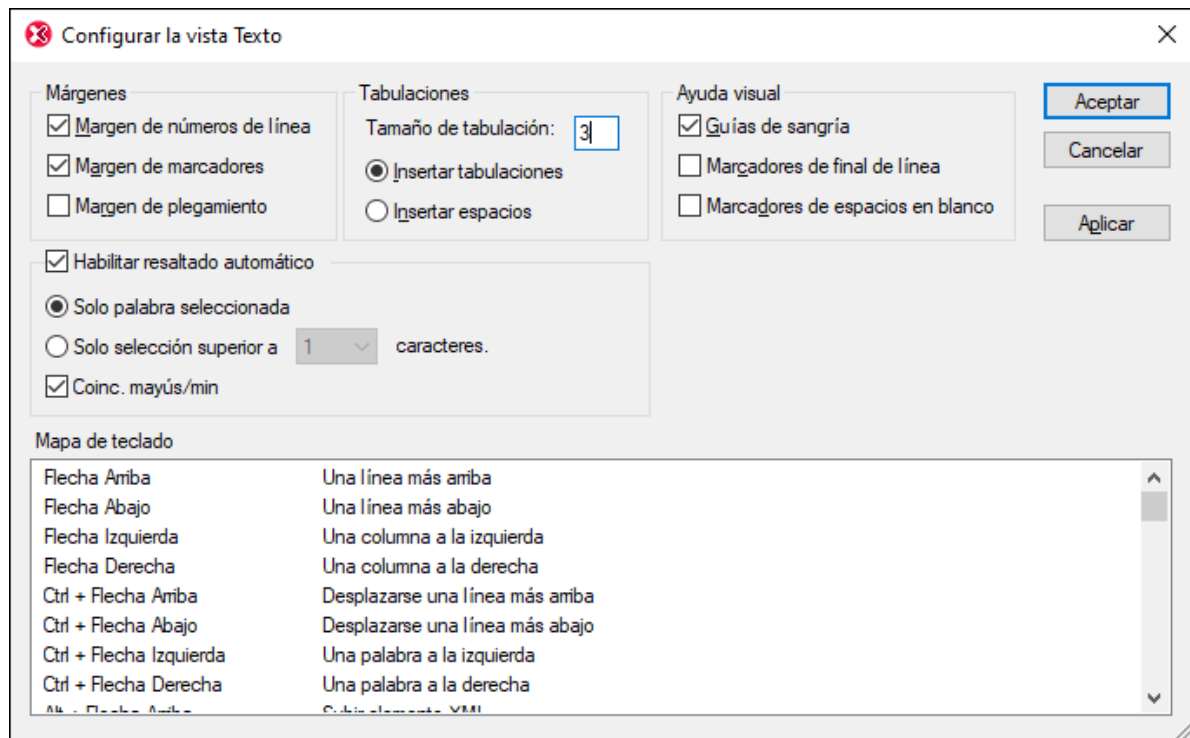 Configurar la vista Texto
Márgenes
Margen de números de línea
Margen de marcadores
Margen de plegamiento
Tabulaciones
Tamaño de tabulación: 3
Insertar tabulaciones
Insertar espacios
Ayuda visual
Guías de sangría
Marcadores de final de línea
Marcadores de espacios en blanco
Aceptar
Cancelar
Aplicar
Habilitar resaltado automático
Solo palabra seleccionada
Solo selección superior a 1 caracteres.
Coinc. mayús/min
Mapa de teclado
Flecha Arriba Una línea más arriba
Flecha Abajo Una línea más abajo
Flecha Izquierda Una columna a la izquierda
Flecha Derecha Una columna a la derecha
Ctrl + Flecha Arriba Desplazarse una línea más arriba
Ctrl + Flecha Abajo Desplazarse una línea más abajo
Ctrl + Flecha Izquierda Una palabra a la izquierda
Ctrl + Flecha Derecha Una palabra a la derecha
Alt + Flecha Arriba Subir elemento XML